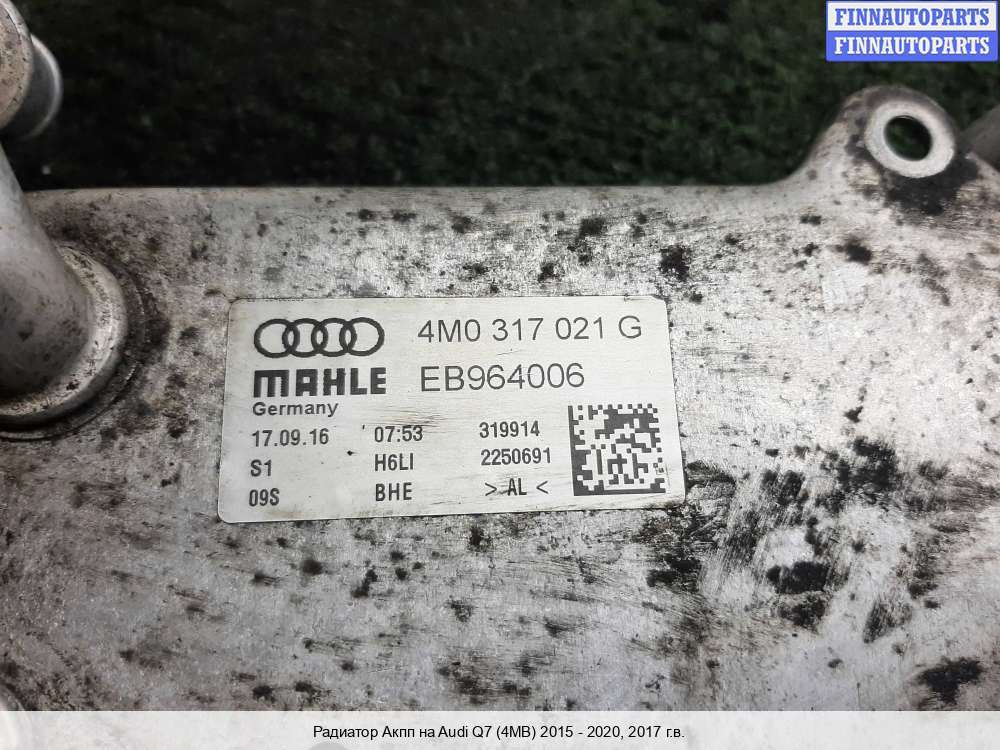 FINNAUTOPARTS
FINNAUTOPARTS
4M0 317 021 G
MAHLE EB964006
Germany
17.09.16 07:53 319914
S1 H6LI 2250691
09S BHE >AL<
Радиатор Акпп на Audi Q7 (4MB) 2015 - 2020, 2017 г.в.